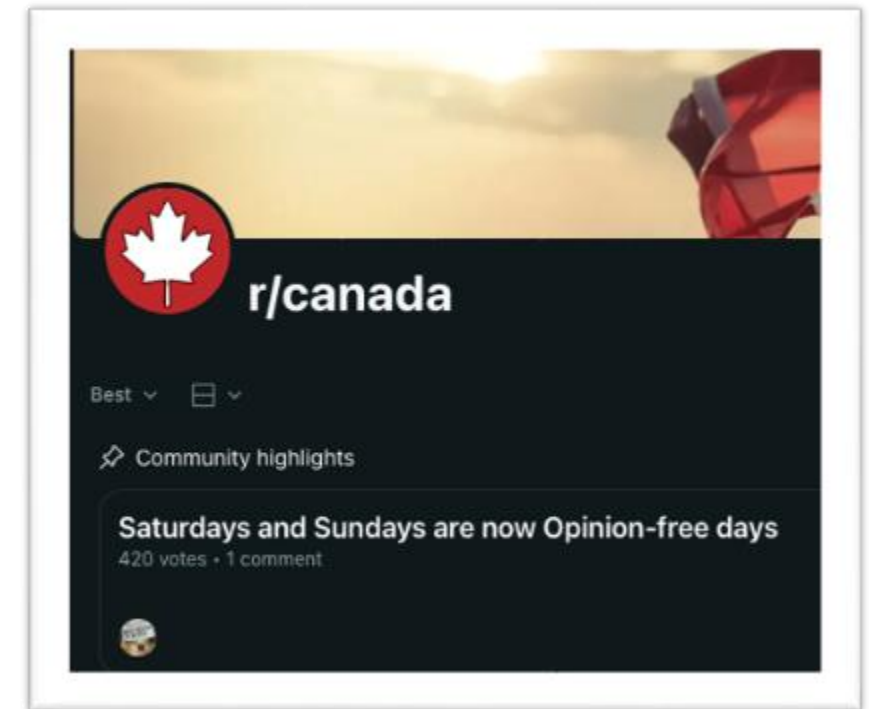 r/canada
Best
Community highlights
Saturdays and Sundays are now Opinion-free days
420 votes • 1 comment